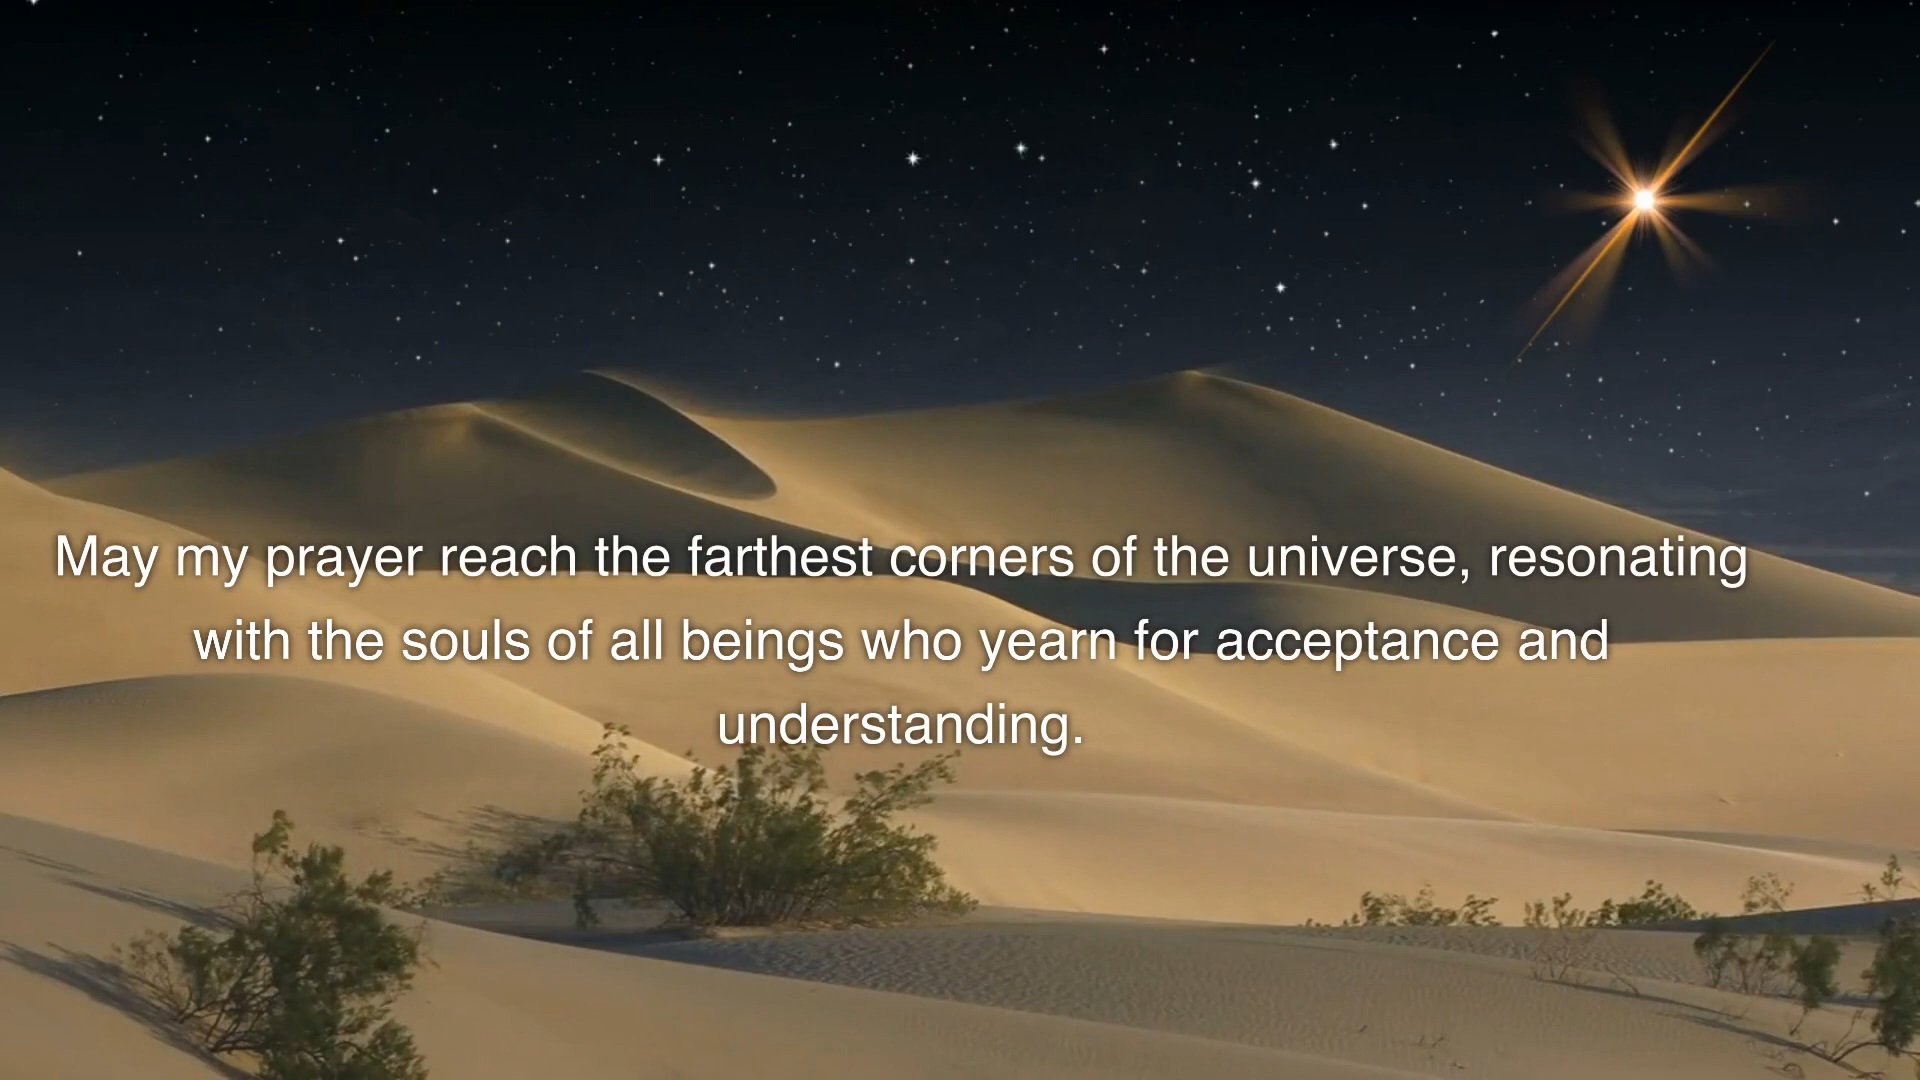 May my prayer reach the farthest corners of the universe, resonating
with the souls of all beings who yearn for acceptance and
understanding.